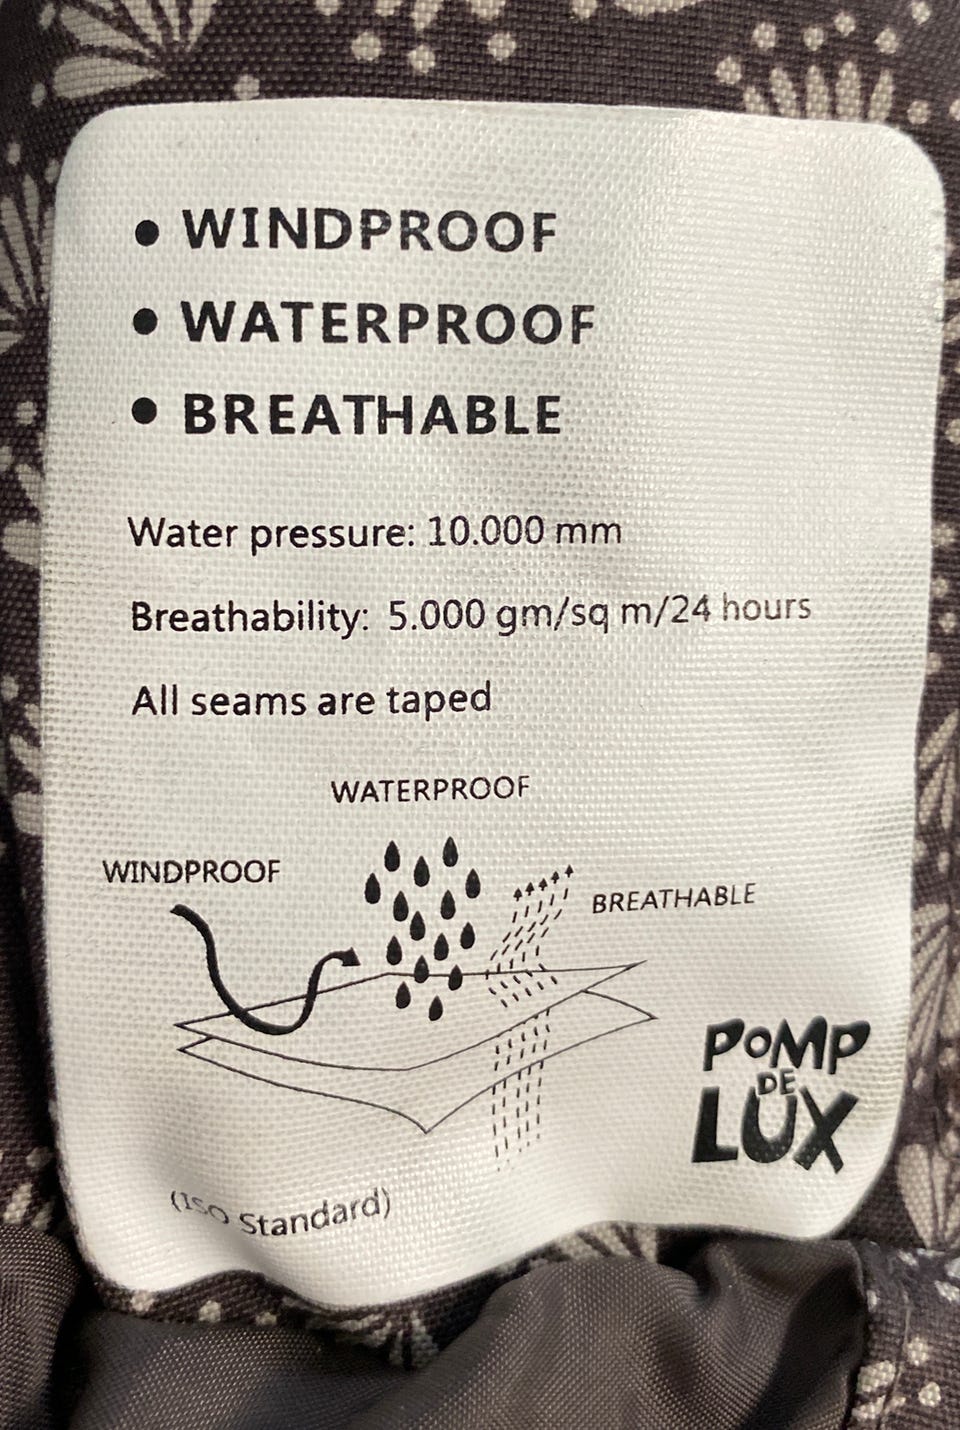 • WINDPROOF
• WATERPROOF
• BREATHABLE
Water pressure: 10.000 mm
Breathability: 5.000 gm/sq m/24 hours
All seams are taped
WATERPROOF
WINDPROOF
BREATHABLE
POMP
DE
LUX
(ISO Standard)